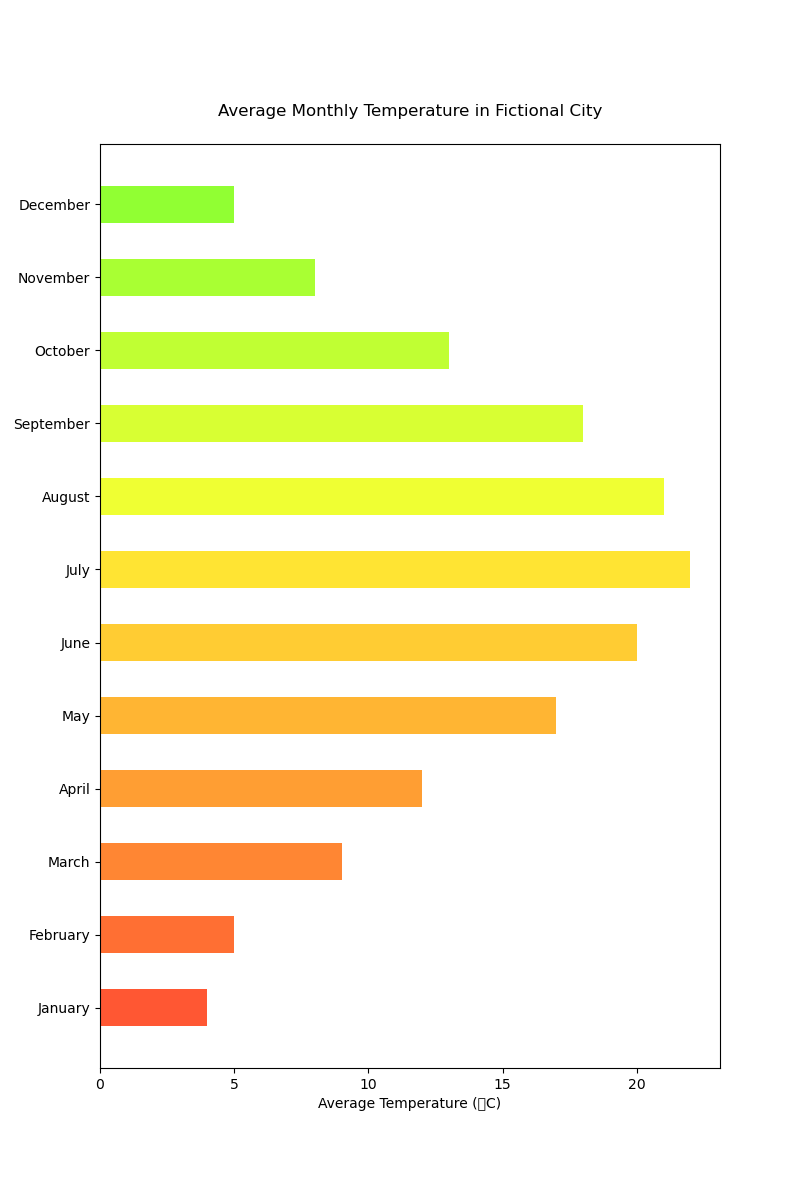 Average Monthly Temperature in Fictional City
December
November
October
September
August
July
June
May
April
March
February
January
0 5 10 15 20
Average Temperature (▯C)